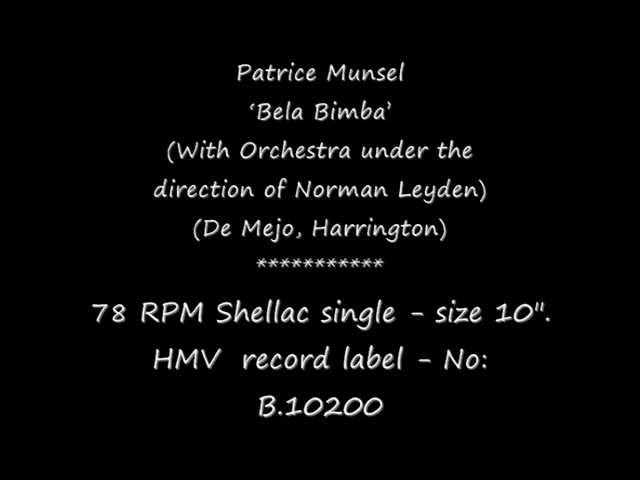 Patrice Munsel
‘Bela Bimba’
(With Orchestra under the
direction of Norman Leyden)
(De Mejo, Harrington)
***********
78 RPM Shellac single - size 10".
HMV  record label - No:
B.10200